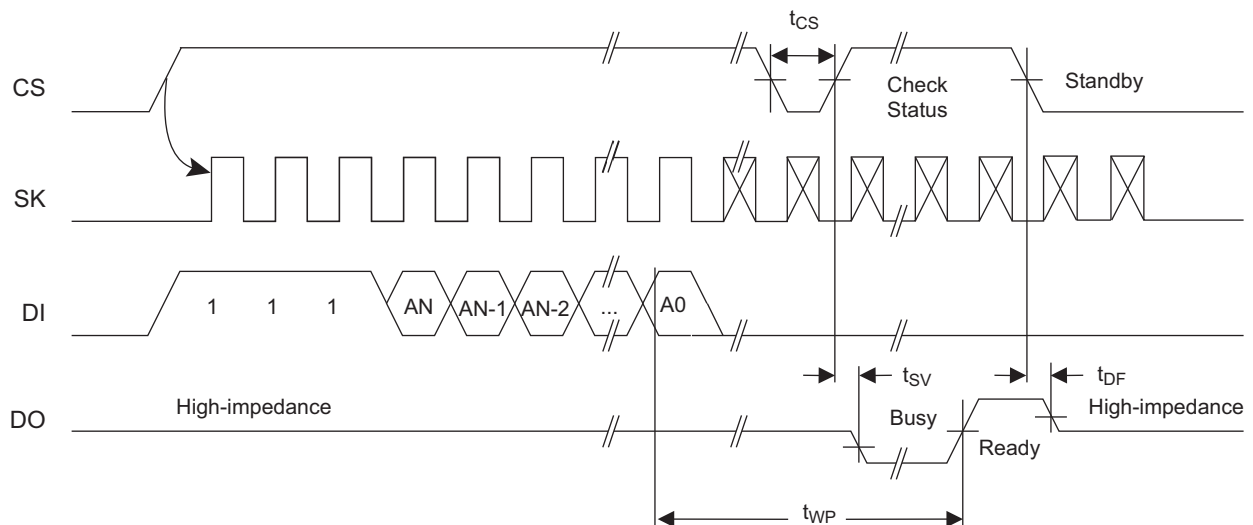 tCS
CS
Check
Status
Standby
SK
DI
1 1 1 AN AN-1 AN-2 ... A0
tSV
tDF
DO
High-impedance
Busy
Ready
High-impedance
tWP